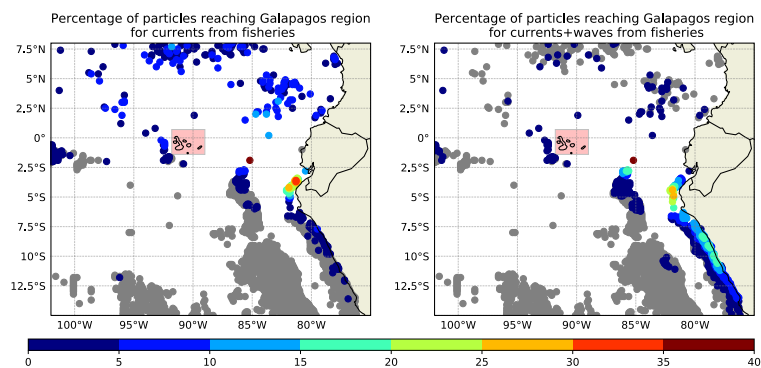 Percentage of particles reaching Galapagos region
for currents from fisheries
Percentage of particles reaching Galapagos region
for currents+waves from fisheries
7.5°N
5°N
2.5°N
0°
2.5°S
5°S
7.5°S
10°S
12.5°S
100°W
95°W
90°W
85°W
80°W
7.5°N
5°N
2.5°N
0°
2.5°S
5°S
7.5°S
10°S
12.5°S
100°W
95°W
90°W
85°W
80°W
0
5
10
15
20
25
30
35
40